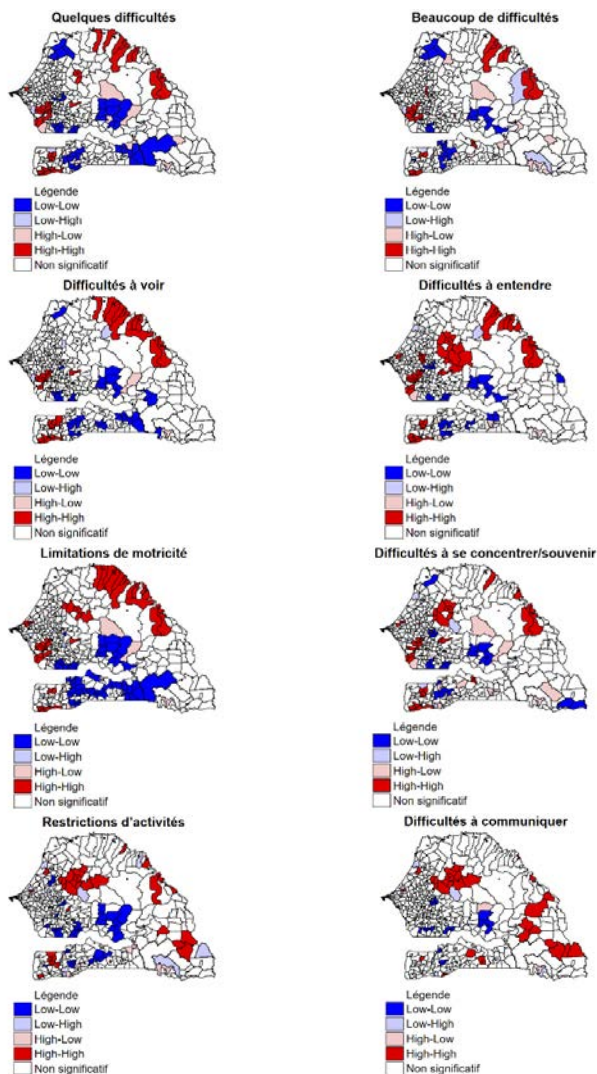 Quelques difficultés
Légende
Low-Low
Low-High
High-Low
High-High
Non significatif
Beaucoup de difficultés
Légende
Low-Low
Low-High
High-Low
High-High
Non significatif
Difficultés à voir
Légende
Low-Low
Low-High
High-Low
High-High
Non significatif
Difficultés à entendre
Légende
Low-Low
Low-High
High-Low
High-High
Non significatif
Limitations de motricité
Légende
Low-Low
Low-High
High-Low
High-High
Non significatif
Difficultés à se concentrer/souvenir
Légende
Low-Low
Low-High
High-Low
High-High
Non significatif
Restrictions d'activités
Légende
Low-Low
Low-High
High-Low
High-High
Non significatif
Difficultés à communiquer
Légende
Low-Low
Low-High
High-Low
High-High
Non significatif